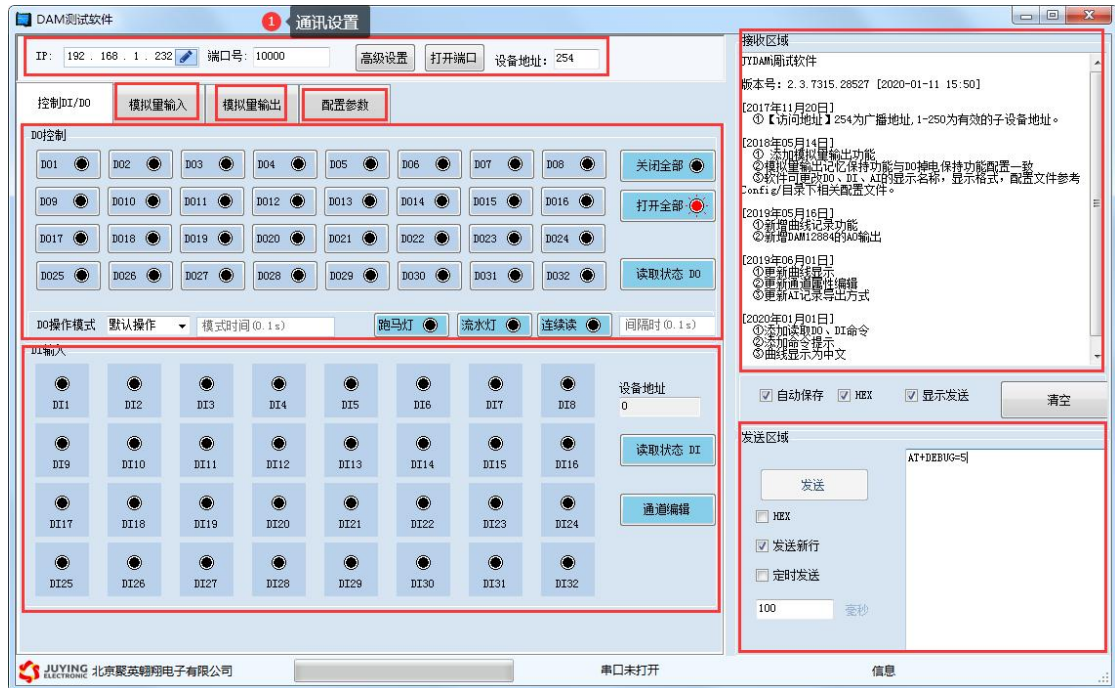 DAM测试软件
1 通讯设置
IP: 192 . 168 . 1 . 232 端口号: 10000 高级设置 打开端口 设备地址: 254
控制DI/DO 模拟量输入 模拟量输出 配置参数
DO控制
DO1 DO2 DO3 DO4 DO5 DO6 DO7 DO8 关闭全部
DO9 DO10 DO11 DO12 DO13 DO14 DO15 DO16 打开全部
DO17 DO18 DO19 DO20 DO21 DO22 DO23 DO24
DO25 DO26 DO27 DO28 DO29 DO30 DO31 DO32 读取状态 DO
DO操作模式 默认操作 模式时间(0.1s) 跑马灯 流水灯 连续读 间隔时(0.1s)
DI输入
DI1 DI2 DI3 DI4 DI5 DI6 DI7 DI8
设备地址
0
DI9 DI10 DI11 DI12 DI13 DI14 DI15 DI16 读取状态 DI
DI17 DI18 DI19 DI20 DI21 DI22 DI23 DI24 通道编辑
DI25 DI26 DI27 DI28 DI29 DI30 DI31 DI32
接收区域
JYDAM调试软件
版本号: 2.3.7315.28527 [2020-01-11 15:50]
[2017年11月20日]
①【访问地址】254为广播地址,1-250为有效的子设备地址。
[2018年05月14日]
① 添加模拟量输出功能
②模拟量输出记忆保持功能与DO掉电保持功能配置一致
③软件可更改DO、DI、AI的显示名称，显示格式，配置文件参考
Config/目录下相关配置文件。
[2019年05月16日]
①新增曲线记录功能
②新增DAM12884的AO输出
[2019年06月01日]
①更新曲线显示
②更新通道属性编辑
③更新AI记录导出方式
[2020年01月01日]
①添加读取DO、DI命令
②添加命令提示
③曲线显示为中文
自动保存 HEX 显示发送 清空
发送区域
AT+DEBUG=5
发送
HEX
发送新行
定时发送
100 毫秒
JUYING ELECTRONIC 北京聚英翱翔电子有限公司 串口未打开 信息